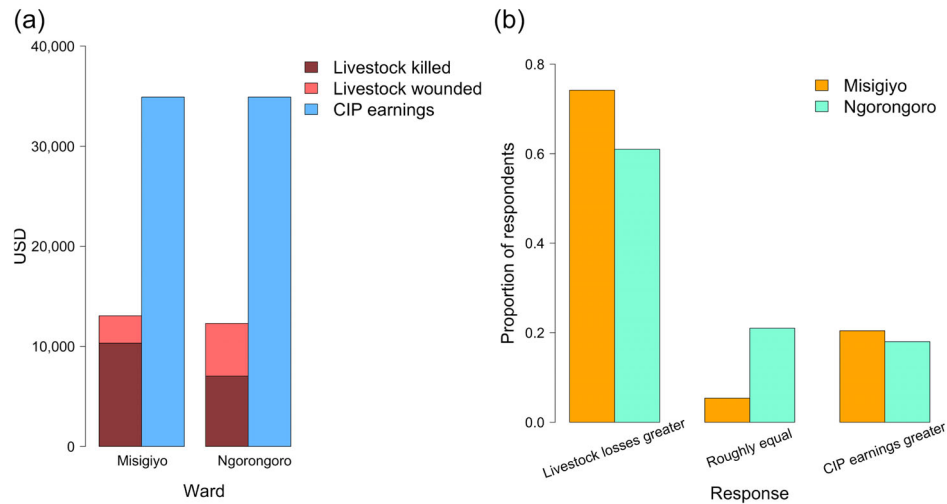 (a)
40,000
30,000
20,000
10,000
0
USD
Livestock killed
Livestock wounded
CIP earnings
Misigiyo
Ngorongoro
Ward
(b)
0.8
0.6
0.4
0.2
0.0
Proportion of respondents
Misigiyo
Ngorongoro
Livestock losses greater
Roughly equal
CIP earnings greater
Response